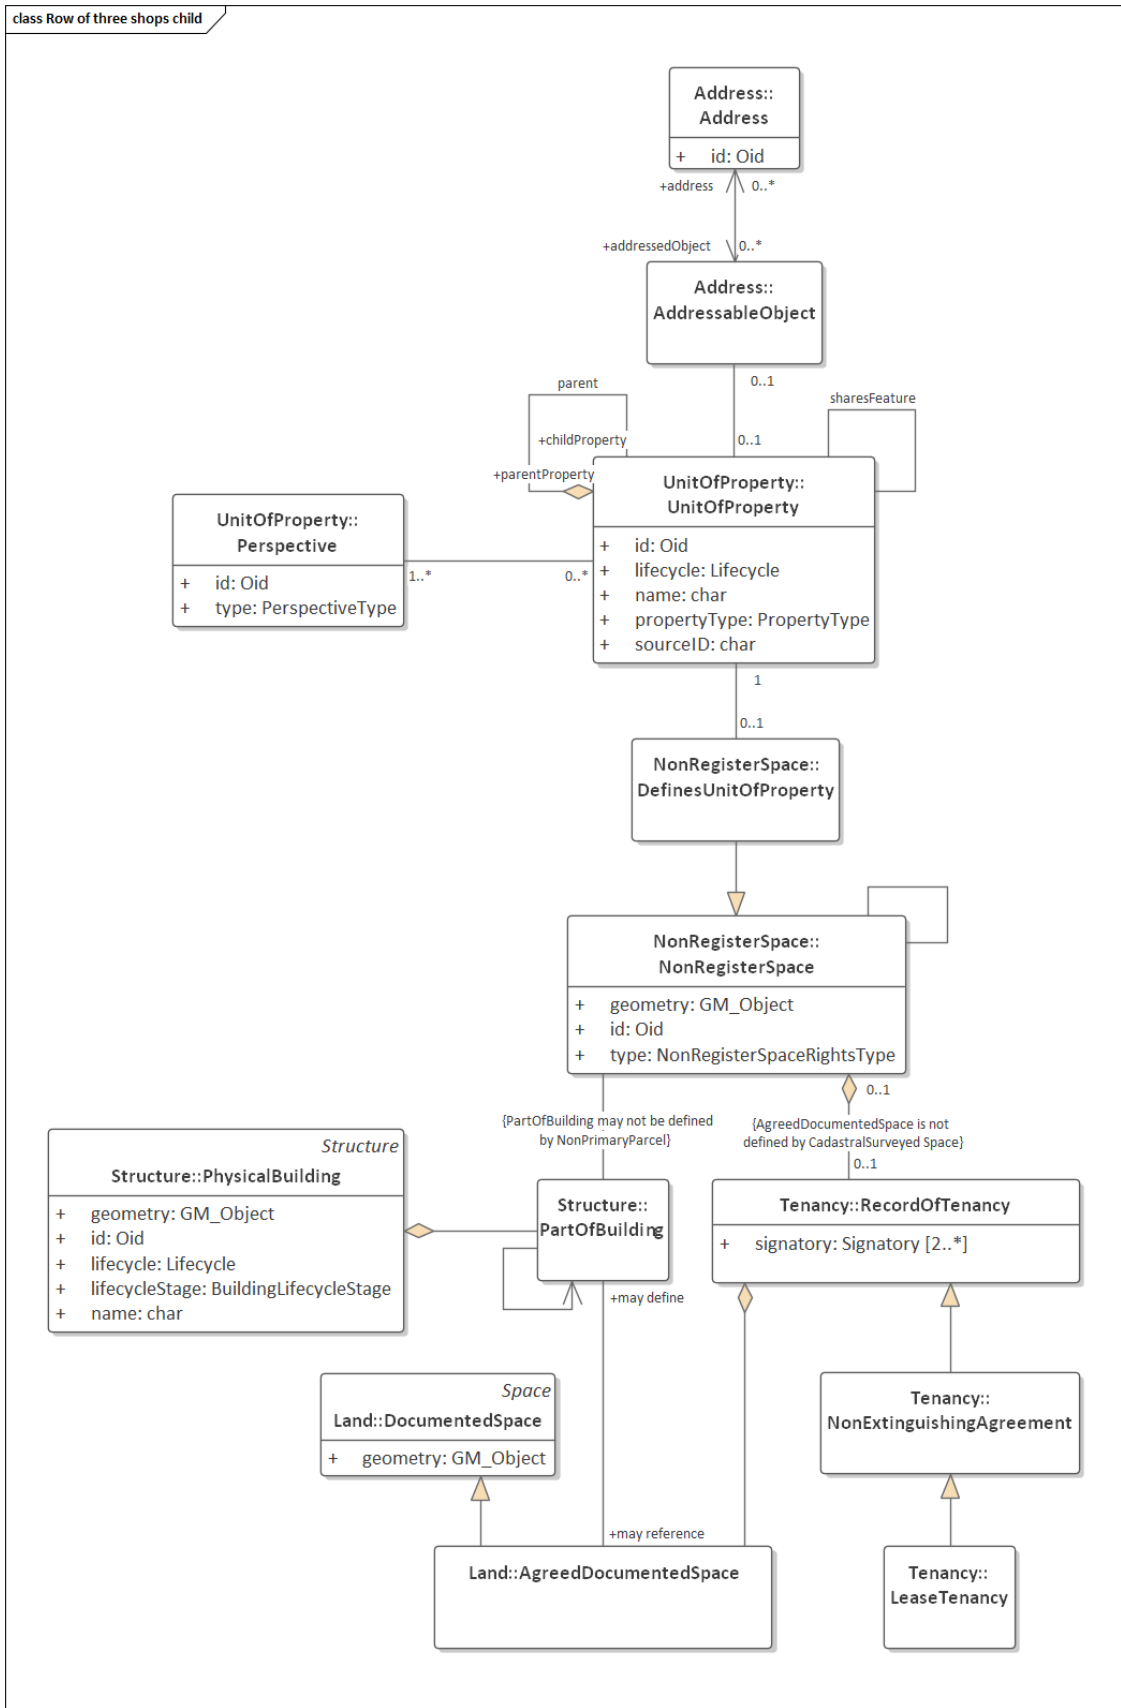 class Row of three shops child
Address::
Address
+ id: Oid
+address 0..*
+addressedObject 0..*
Address::
AddressableObject
0..1
parent
sharesFeature
+childProperty 0..1
+parentProperty
UnitOfProperty::
UnitOfProperty
+ id: Oid
+ lifecycle: Lifecycle
+ name: char
+ propertyType: PropertyType
+ sourceID: char
UnitOfProperty::
Perspective
+ id: Oid
+ type: PerspectiveType
1..* 0..*
1
0..1
NonRegisterSpace::
DefinesUnitOfProperty
NonRegisterSpace::
NonRegisterSpace
+ geometry: GM_Object
+ id: Oid
+ type: NonRegisterSpaceRightsType
0..1
{PartOfBuilding may not be defined
by NonPrimaryParcel}
{AgreedDocumentedSpace is not
defined by CadastralSurveyed Space}
0..1
Structure
Structure::PhysicalBuilding
+ geometry: GM_Object
+ id: Oid
+ lifecycle: Lifecycle
+ lifecycleStage: BuildingLifecycleStage
+ name: char
Structure::
PartOfBuilding
Tenancy::RecordOfTenancy
+ signatory: Signatory [2..*]
+may define
Space
Land::DocumentedSpace
+ geometry: GM_Object
Tenancy::
NonExtinguishingAgreement
+may reference
Land::AgreedDocumentedSpace
Tenancy::
LeaseTenancy